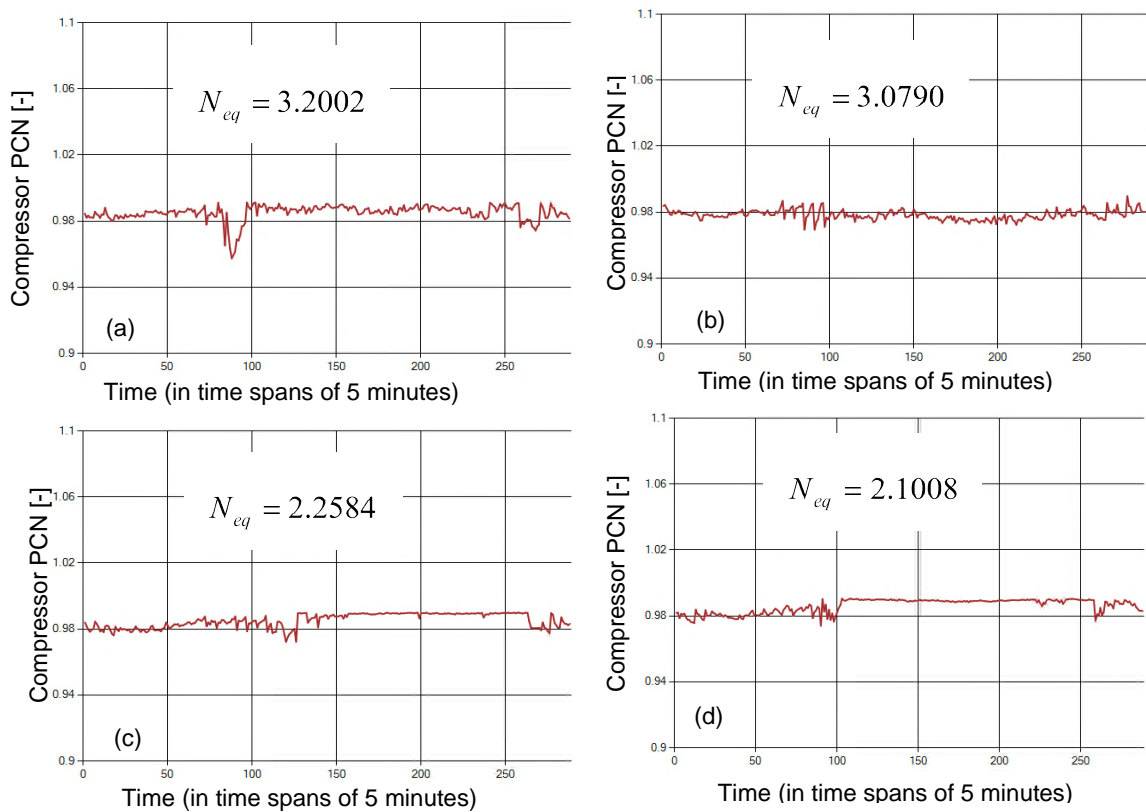 1.1
1.06
1.02
0.98
0.94
0.9
Compressor PCN [-]
N_eq = 3.2002
(a)
0 50 100 150 200 250
Time (in time spans of 5 minutes)
1.1
1.06
1.02
0.98
0.94
0.9
Compressor PCN [-]
N_eq = 3.0790
(b)
0 50 100 150 200 250
Time (in time spans of 5 minutes)
1.1
1.06
1.02
0.98
0.94
0.9
Compressor PCN [-]
N_eq = 2.2584
(c)
0 50 100 150 200 250
Time (in time spans of 5 minutes)
1.1
1.06
1.02
0.98
0.94
0.9
Compressor PCN [-]
N_eq = 2.1008
(d)
0 50 100 150 200 250
Time (in time spans of 5 minutes)